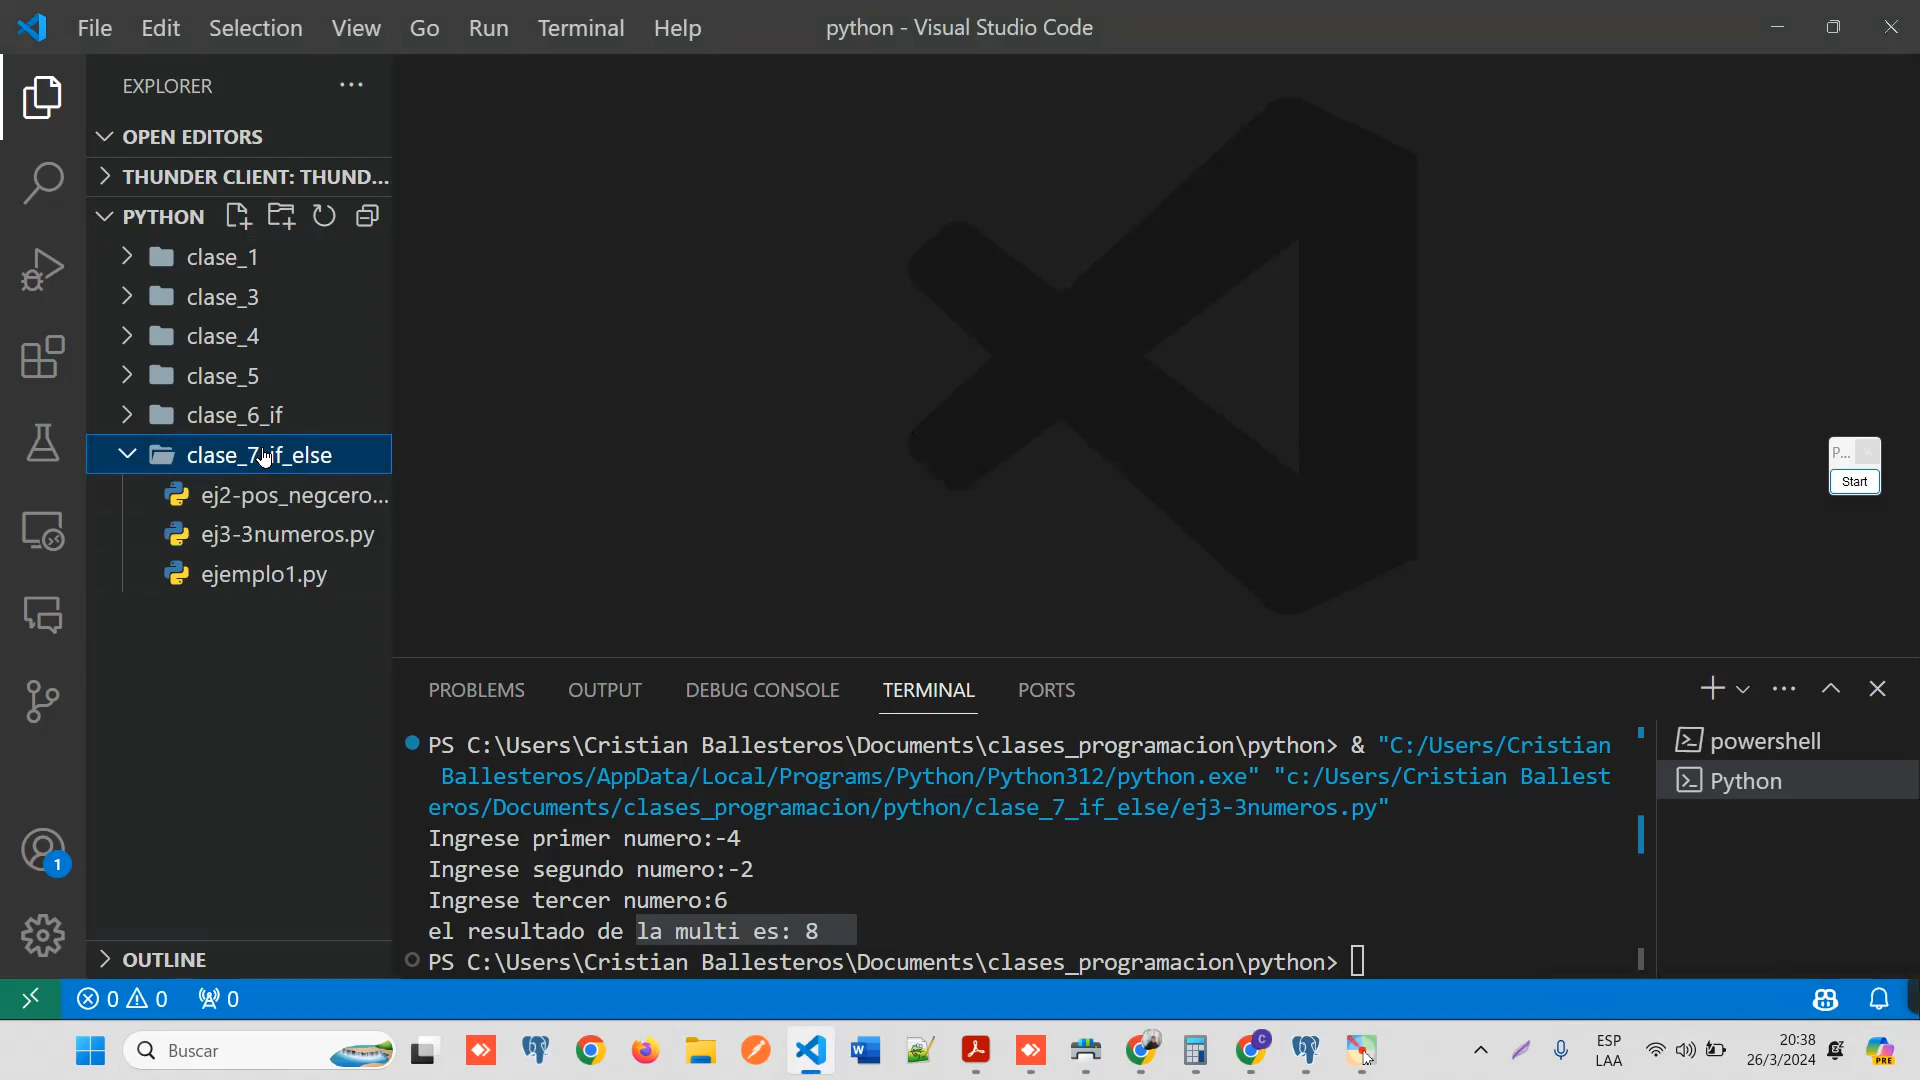 File Edit Selection View Go Run Terminal Help
python - Visual Studio Code
EXPLORER
OPEN EDITORS
THUNDER CLIENT: THUND...
PYTHON
clase_1
clase_3
clase_4
clase_5
clase_6_if
clase_7_if_else
ej2-pos_negcero...
ej3-3numeros.py
ejemplo1.py
OUTLINE
P...
Start
PROBLEMS OUTPUT DEBUG CONSOLE TERMINAL PORTS
PS C:\Users\Cristian Ballesteros\Documents\clases_programacion\python> & "C:/Users/Cristian
Ballesteros/AppData/Local/Programs/Python/Python312/python.exe" "c:/Users/Cristian Ballest
eros/Documents/clases_programacion/python/clase_7_if_else/ej3-3numeros.py"
Ingrese primer numero:-4
Ingrese segundo numero:-2
Ingrese tercer numero:6
el resultado de la multi es: 8
PS C:\Users\Cristian Ballesteros\Documents\clases_programacion\python>
powershell
Python
1
0 0 0
Buscar
W
C
ESP
LAA
20:38
26/3/2024
PRE